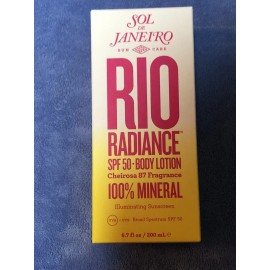 SOL
DE
JANEIRO
RIO
RADIANCE™
SPF 50 • BODY LOTION
Cheirosa 87 Fragrance
100% MINERAL
Illuminating Sunscreen
Broad Spectrum SPF 50
6.7 fl oz / 200 mL e